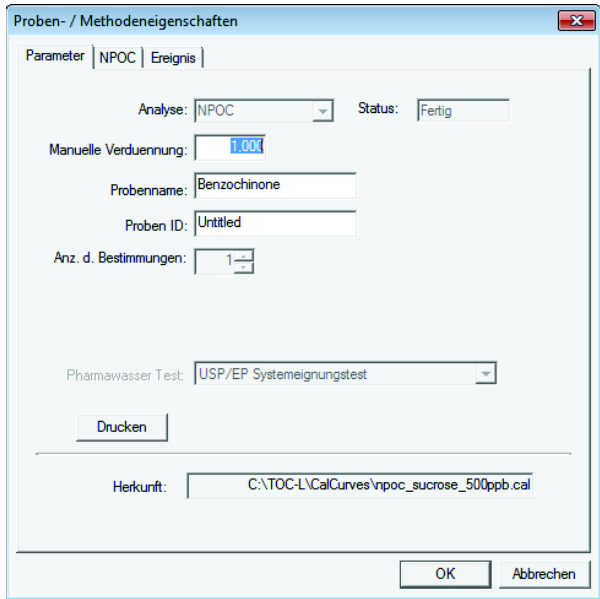 Proben- / Methodeneigenschaften
Parameter NPOC Ereignis
Analyse: NPOC Status: Fertig
Manuelle Verduennung: 1,000
Probenname: Benzochinone
Proben ID: Untitled
Anz. d. Bestimmungen: 1
Pharmawasser Test: USP/EP Systemeignungstest
Drucken
Herkunft: C:\TOC-L\CalCurves\npoc_sucrose_500ppb.cal
OK Abbrechen